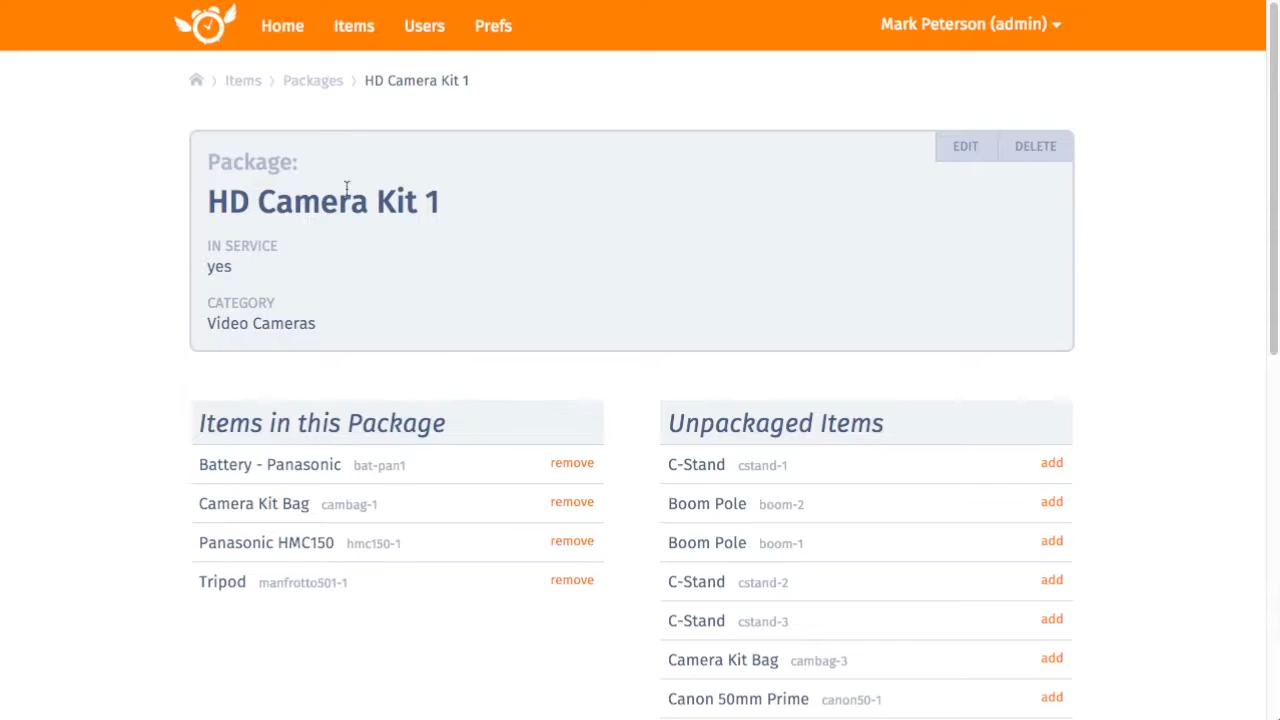 Home Items Users Prefs Mark Peterson (admin)
Items Packages HD Camera Kit 1
EDIT DELETE
Package:
HD Camera Kit 1
IN SERVICE
yes
CATEGORY
Video Cameras
Items in this Package
Battery - Panasonic bat-pan1 remove
Camera Kit Bag cambag-1 remove
Panasonic HMC150 hmc150-1 remove
Tripod manfrotto501-1 remove
Unpackaged Items
C-Stand cstand-1 add
Boom Pole boom-2 add
Boom Pole boom-1 add
C-Stand cstand-2 add
C-Stand cstand-3 add
Camera Kit Bag cambag-3 add
Canon 50mm Prime canon50-1 add